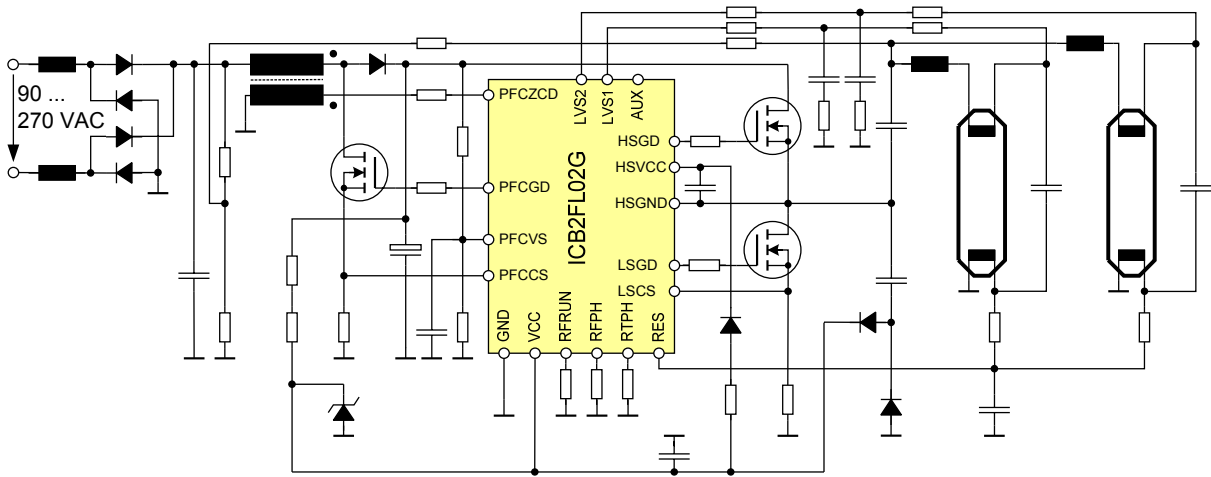 90 ...
270 VAC
PFCZCD
PFCGD
PFCVS
PFCCS
GND
VCC
RFRUN
RFPH
RTPH
RES
LVS2
LVS1
AUX
HSGD
HSVCC
HSGND
LSGD
LSCS
ICB2FL02G